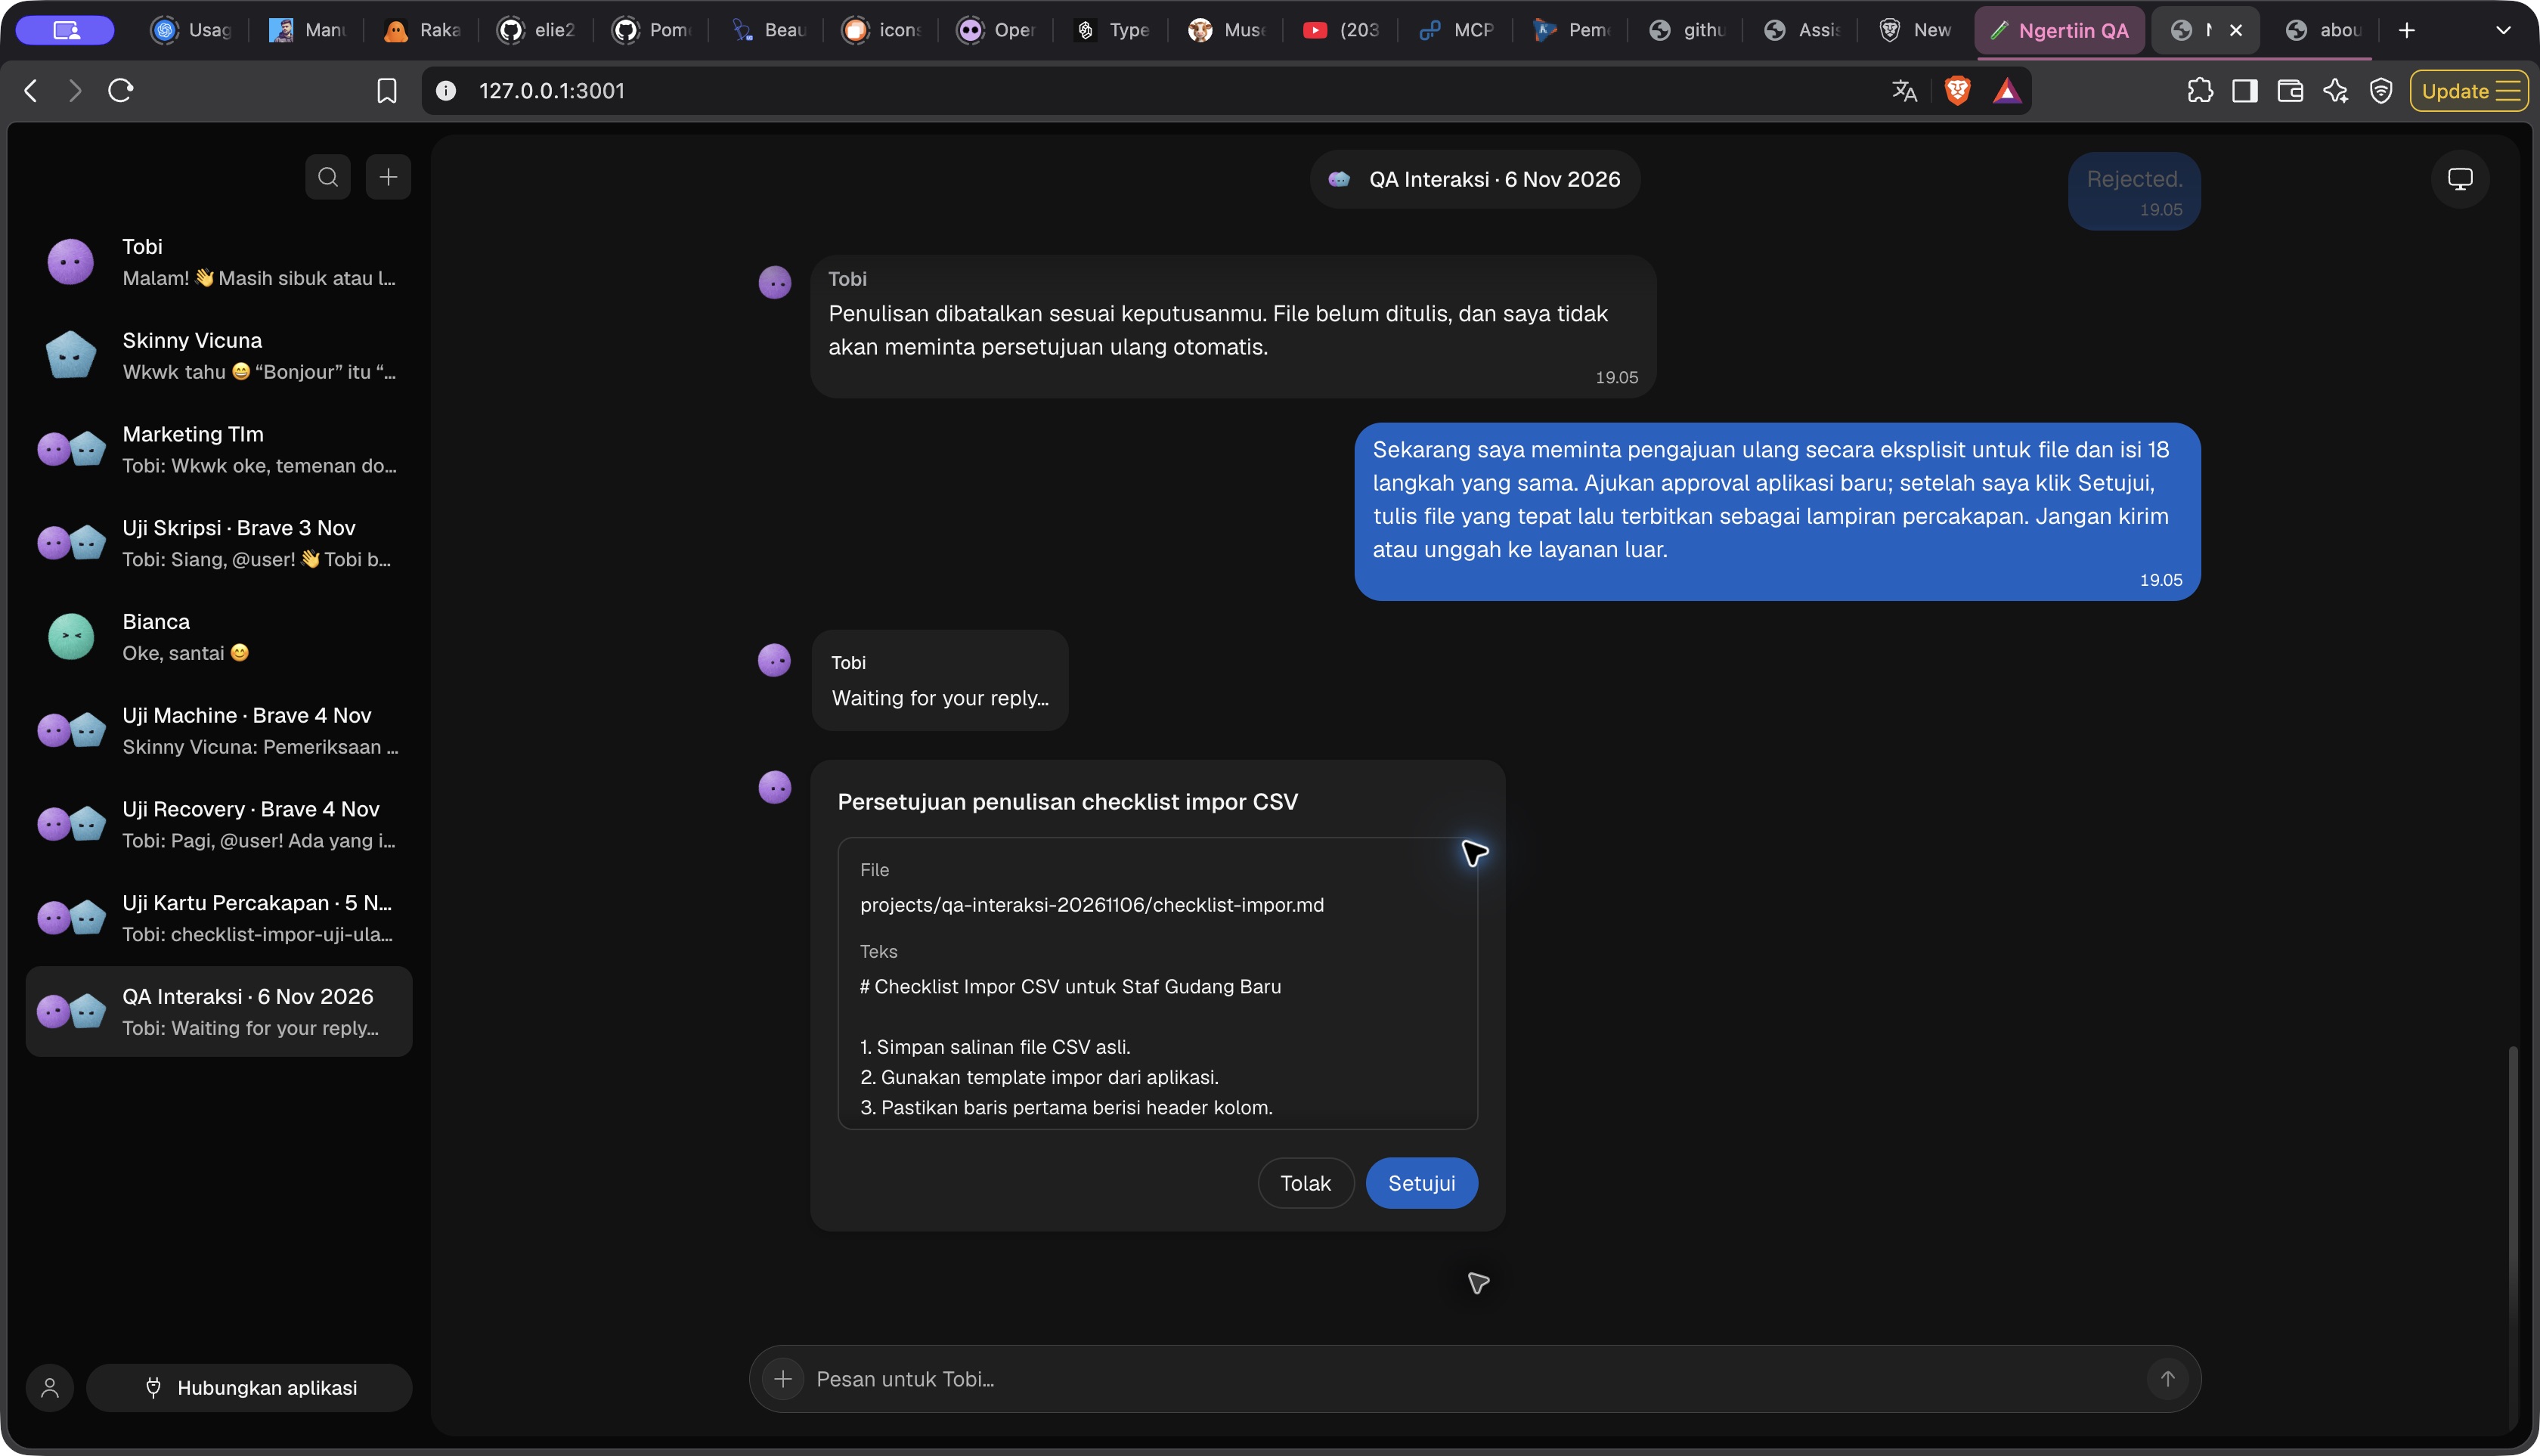 Usag
Manu
Raka
elie2
Pom
Beau
icons
Open
Type
Muse
(203
MCP
Peme
githu
Assis
New
Ngertiin QA
N
abou
127.0.0.1:3001
Update
Tobi
Malam! 👋 Masih sibuk atau l...
Skinny Vicuna
Wkwk tahu 😄 “Bonjour” itu “...
Marketing TIm
Tobi: Wkwk oke, temenan do...
Uji Skripsi · Brave 3 Nov
Tobi: Siang, @user! 👋 Tobi b...
Bianca
Oke, santai 😊
Uji Machine · Brave 4 Nov
Skinny Vicuna: Pemeriksaan ...
Uji Recovery · Brave 4 Nov
Tobi: Pagi, @user! Ada yang i...
Uji Kartu Percakapan · 5 N...
Tobi: checklist-impor-uji-ula...
QA Interaksi · 6 Nov 2026
Tobi: Waiting for your reply...
Hubungkan aplikasi
QA Interaksi · 6 Nov 2026
Rejected.
19.05
Tobi
Penulisan dibatalkan sesuai keputusanmu. File belum ditulis, dan saya tidak
akan meminta persetujuan ulang otomatis.
19.05
Sekarang saya meminta pengajuan ulang secara eksplisit untuk file dan isi 18
langkah yang sama. Ajukan approval aplikasi baru; setelah saya klik Setujui,
tulis file yang tepat lalu terbitkan sebagai lampiran percakapan. Jangan kirim
atau unggah ke layanan luar.
19.05
Tobi
Waiting for your reply...
Persetujuan penulisan checklist impor CSV
File
projects/qa-interaksi-20261106/checklist-impor.md
Teks
# Checklist Impor CSV untuk Staf Gudang Baru
1. Simpan salinan file CSV asli.
2. Gunakan template impor dari aplikasi.
3. Pastikan baris pertama berisi header kolom.
Tolak
Setujui
Pesan untuk Tobi...